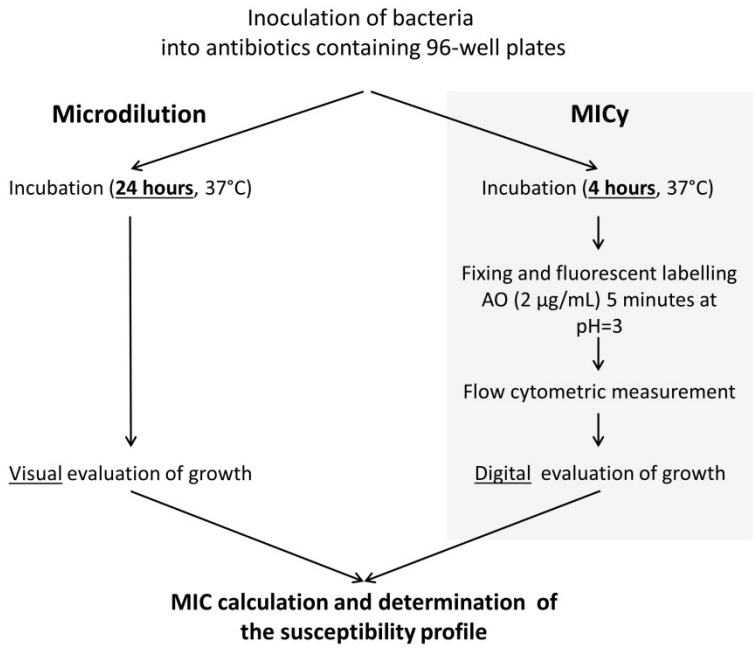 Inoculation of bacteria
into antibiotics containing 96-well plates
Microdilution
Incubation (24 hours, 37°C)
Visual evaluation of growth
MICy
Incubation (4 hours, 37°C)
Fixing and fluorescent labelling
AO (2 µg/mL) 5 minutes at
pH=3
Flow cytometric measurement
Digital evaluation of growth
MIC calculation and determination of
the susceptibility profile